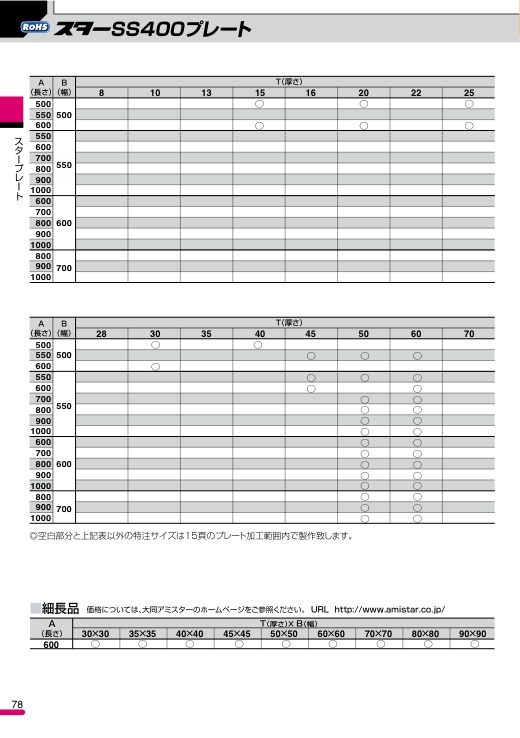 RoHS スターSS400プレート
スタープレート
A B T(厚さ)
(長さ) (幅) 8 10 13 15 16 20 22 25
500 ○ ○ ○
550 500
600 ○ ○ ○
550
600
700
800
550
900
1000
600
700
800 600
900
1000
800
900 700
1000
A B T(厚さ)
(長さ) (幅) 28 30 35 40 45 50 60 70
500 ○ ○
550 500 ○ ○ ○
600 ○
550 ○ ○ ○
600 ○ ○
700 ○ ○
800 ○ ○
550
900 ○ ○
1000 ○ ○
600 ○ ○
700 ○ ○
800 600 ○ ○
900 ○ ○
1000 ○ ○
800 ○ ○
900 700 ○ ○
1000 ○ ○
◎空白部分と上記表以外の特注サイズは15頁のプレート加工範囲内で製作致します。
細長品 価格については、大同アミスターのホームページをご参照ください。 URL http://www.amistar.co.jp/
A T(厚さ)X B(幅)
(長さ) 30×30 35×35 40×40 45×45 50×50 60×60 70×70 80×80 90×90
600 ○ ○ ○ ○ ○ ○ ○ ○ ○
78